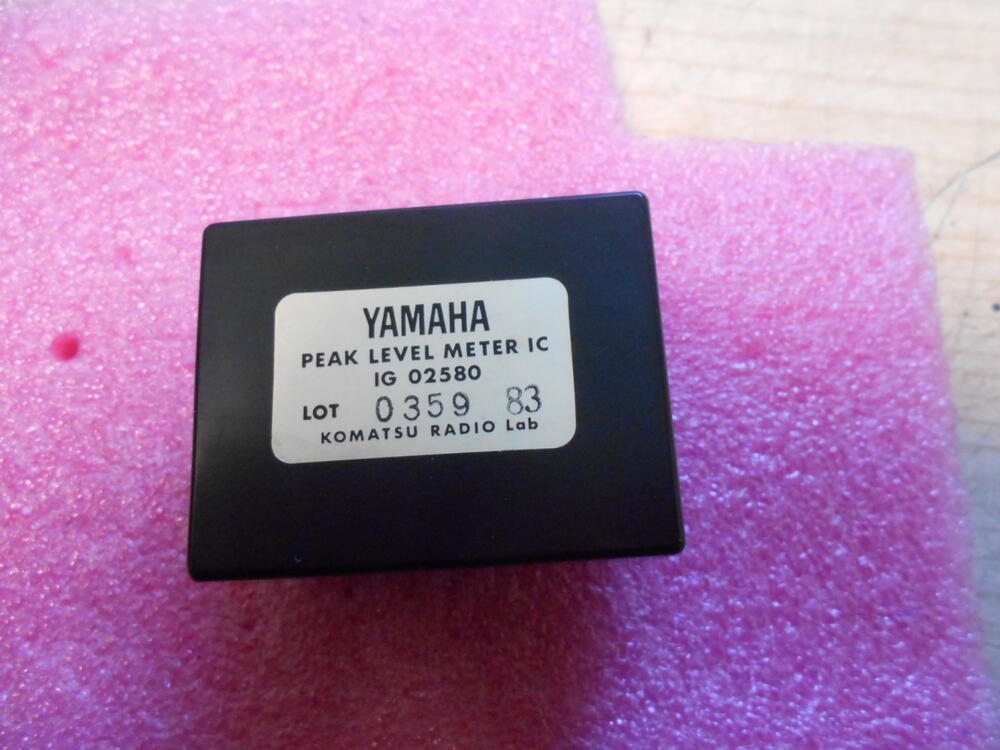 YAMAHA
PEAK LEVEL METER IC
IG 02580
LOT 0359 83
KOMATSU RADIO Lab